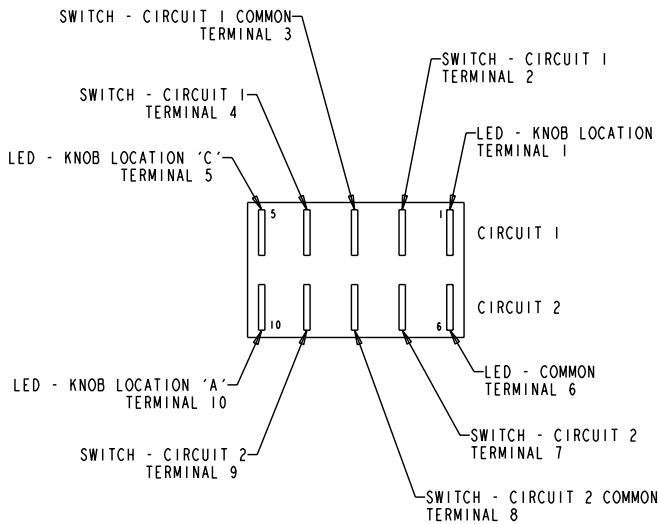 SWITCH - CIRCUIT 1 COMMON
TERMINAL 3
SWITCH - CIRCUIT 1
TERMINAL 2
SWITCH - CIRCUIT 1
TERMINAL 4
LED - KNOB LOCATION
TERMINAL 1
LED - KNOB LOCATION 'C'
TERMINAL 5
5
1
CIRCUIT 1
CIRCUIT 2
10
6
LED - COMMON
TERMINAL 6
LED - KNOB LOCATION 'A'
TERMINAL 10
SWITCH - CIRCUIT 2
TERMINAL 7
SWITCH - CIRCUIT 2
TERMINAL 9
SWITCH - CIRCUIT 2 COMMON
TERMINAL 8